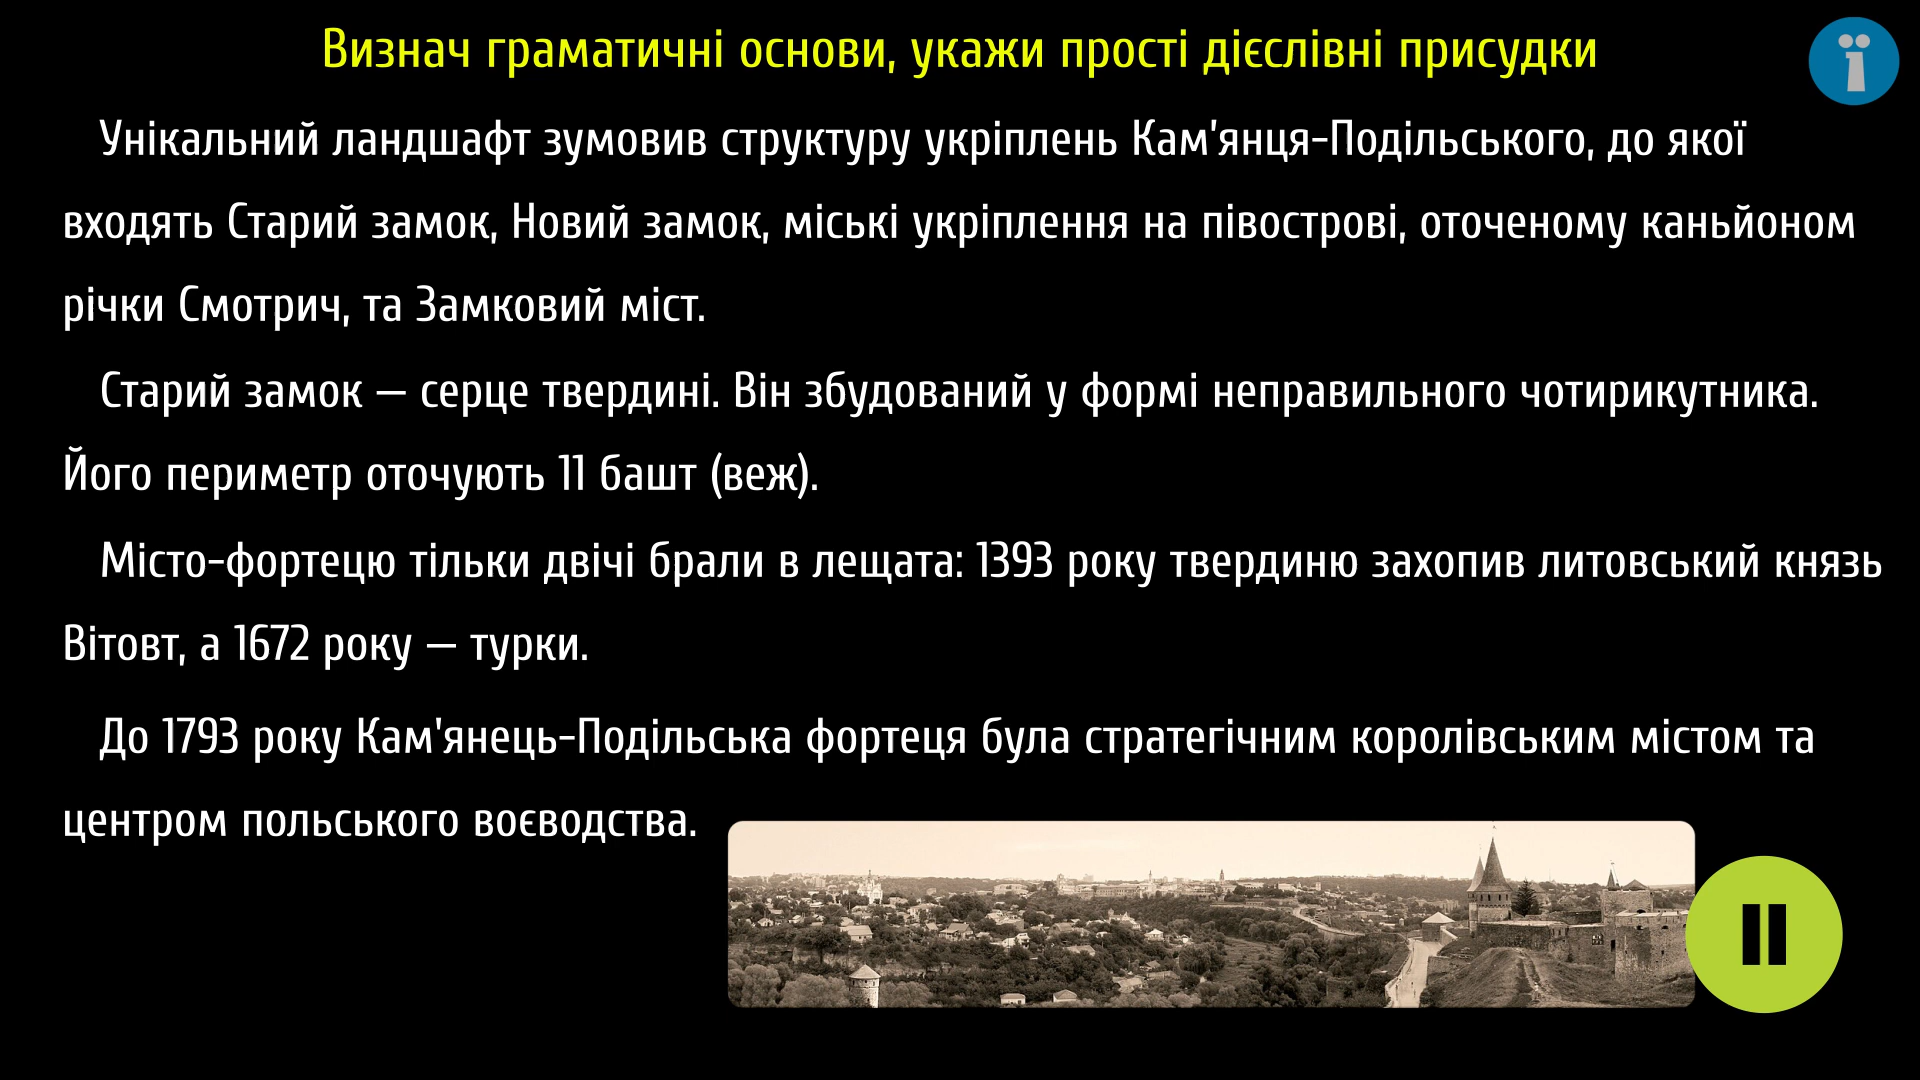 Визнач граматичні основи, укажи прості дієслівні присудки
ї
Унікальний ландшафт зумовив структуру укріплень Кам’янця-Подільського, до якої
входять Старий замок, Новий замок, міські укріплення на півострові, оточеному каньйоном
річки Смотрич, та Замковий міст.
Старий замок — серце твердині. Він збудований у формі неправильного чотирикутника.
Його периметр оточують 11 башт (веж).
Місто-фортецю тільки двічі брали в лещата: 1393 року твердиню захопив литовський князь
Вітовт, а 1672 року — турки.
До 1793 року Кам'янець-Подільська фортеця була стратегічним королівським містом та
центром польського воєводства.